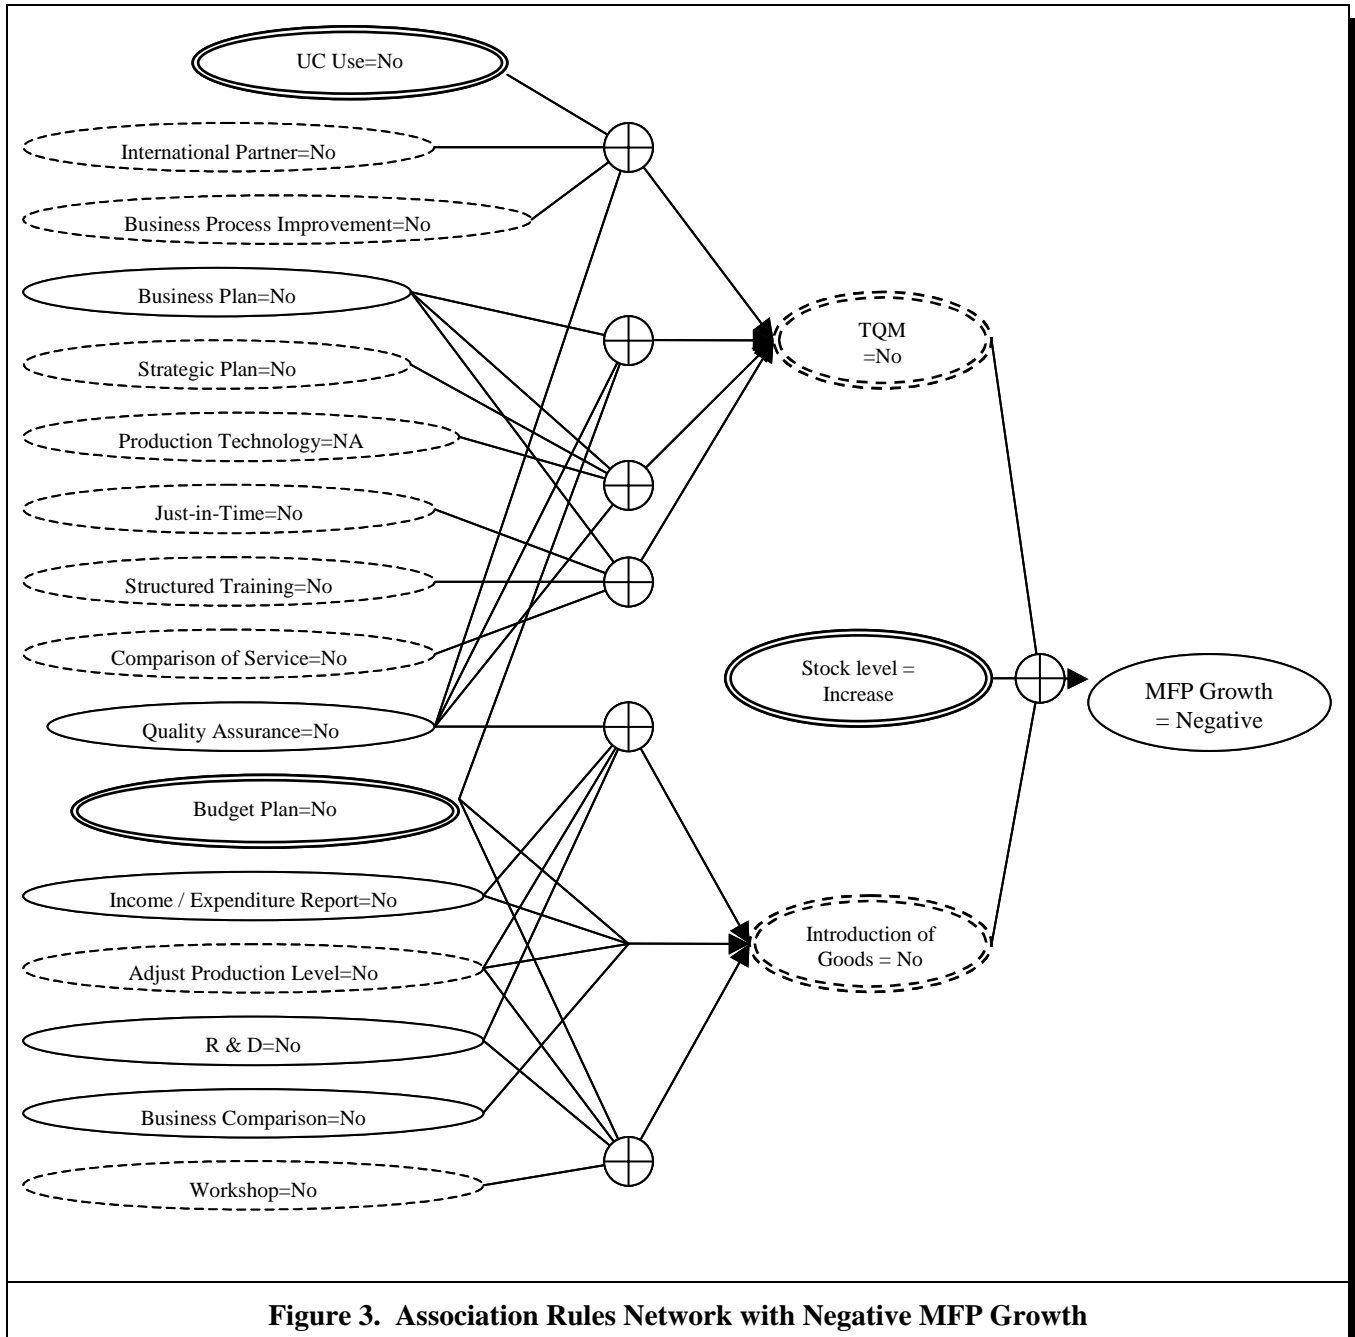 UC Use=No
International Partner=No
Business Process Improvement=No
Business Plan=No
Strategic Plan=No
Production Technology=NA
Just-in-Time=No
Structured Training=No
Comparison of Service=No
Quality Assurance=No
Budget Plan=No
Income / Expenditure Report=No
Adjust Production Level=No
R & D=No
Business Comparison=No
Workshop=No
TQM
=No
Stock level =
Increase
Introduction of
Goods = No
MFP Growth
= Negative
Figure 3. Association Rules Network with Negative MFP Growth